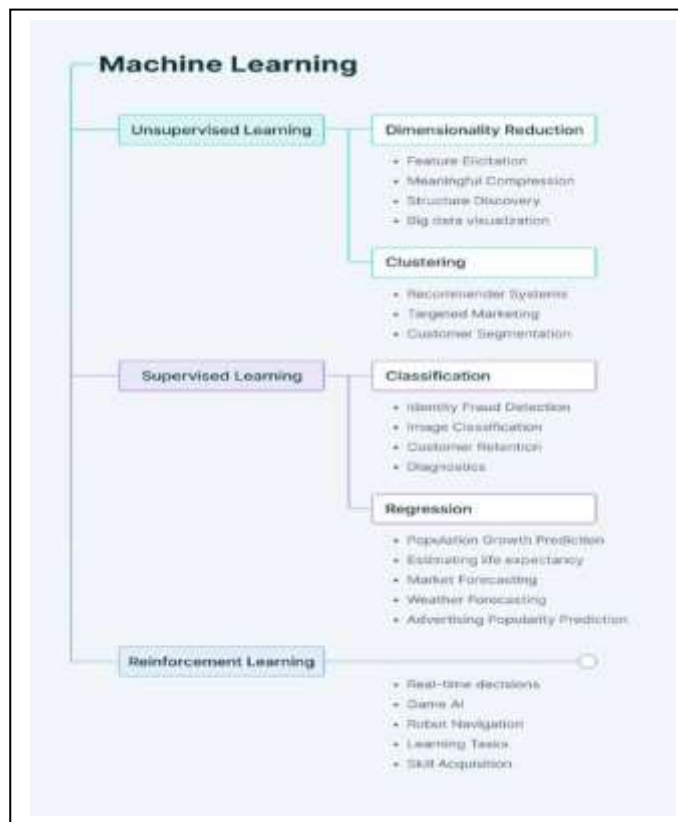 Machine Learning
Unsupervised Learning
Dimensionality Reduction
• Feature Elicitation
• Meaningful Compression
• Structure Discovery
• Big data visualization
Clustering
• Recommender Systems
• Targeted Marketing
• Customer Segmentation
Supervised Learning
Classification
• Identity Fraud Detection
• Image Classification
• Customer Retention
• Diagnostics
Regression
• Population Growth Prediction
• Estimating life expectancy
• Market Forecasting
• Weather Forecasting
• Advertising Popularity Prediction
Reinforcement Learning
• Real-time decisions
• Game AI
• Robot Navigation
• Learning Tasks
• Skill Acquisition